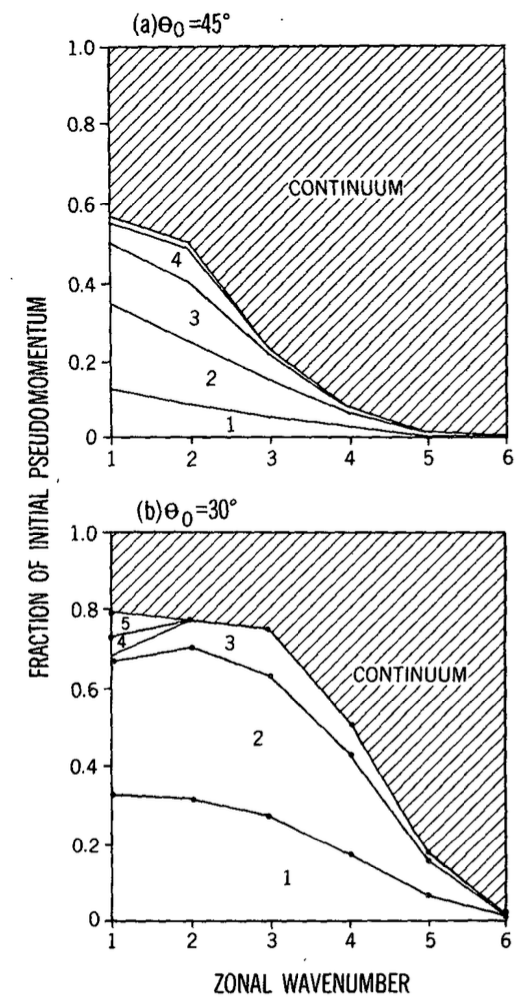 (a)Θ0=45°
1.0
0.8
0.6
0.4
0.2
0
CONTINUUM
4
3
2
1
1 2 3 4 5 6
(b)Θ0=30°
1.0
0.8
0.6
0.4
0.2
0
5
4
3
CONTINUUM
2
1
1 2 3 4 5 6
FRACTION OF INITIAL PSEUDOMOMENTUM
ZONAL WAVENUMBER